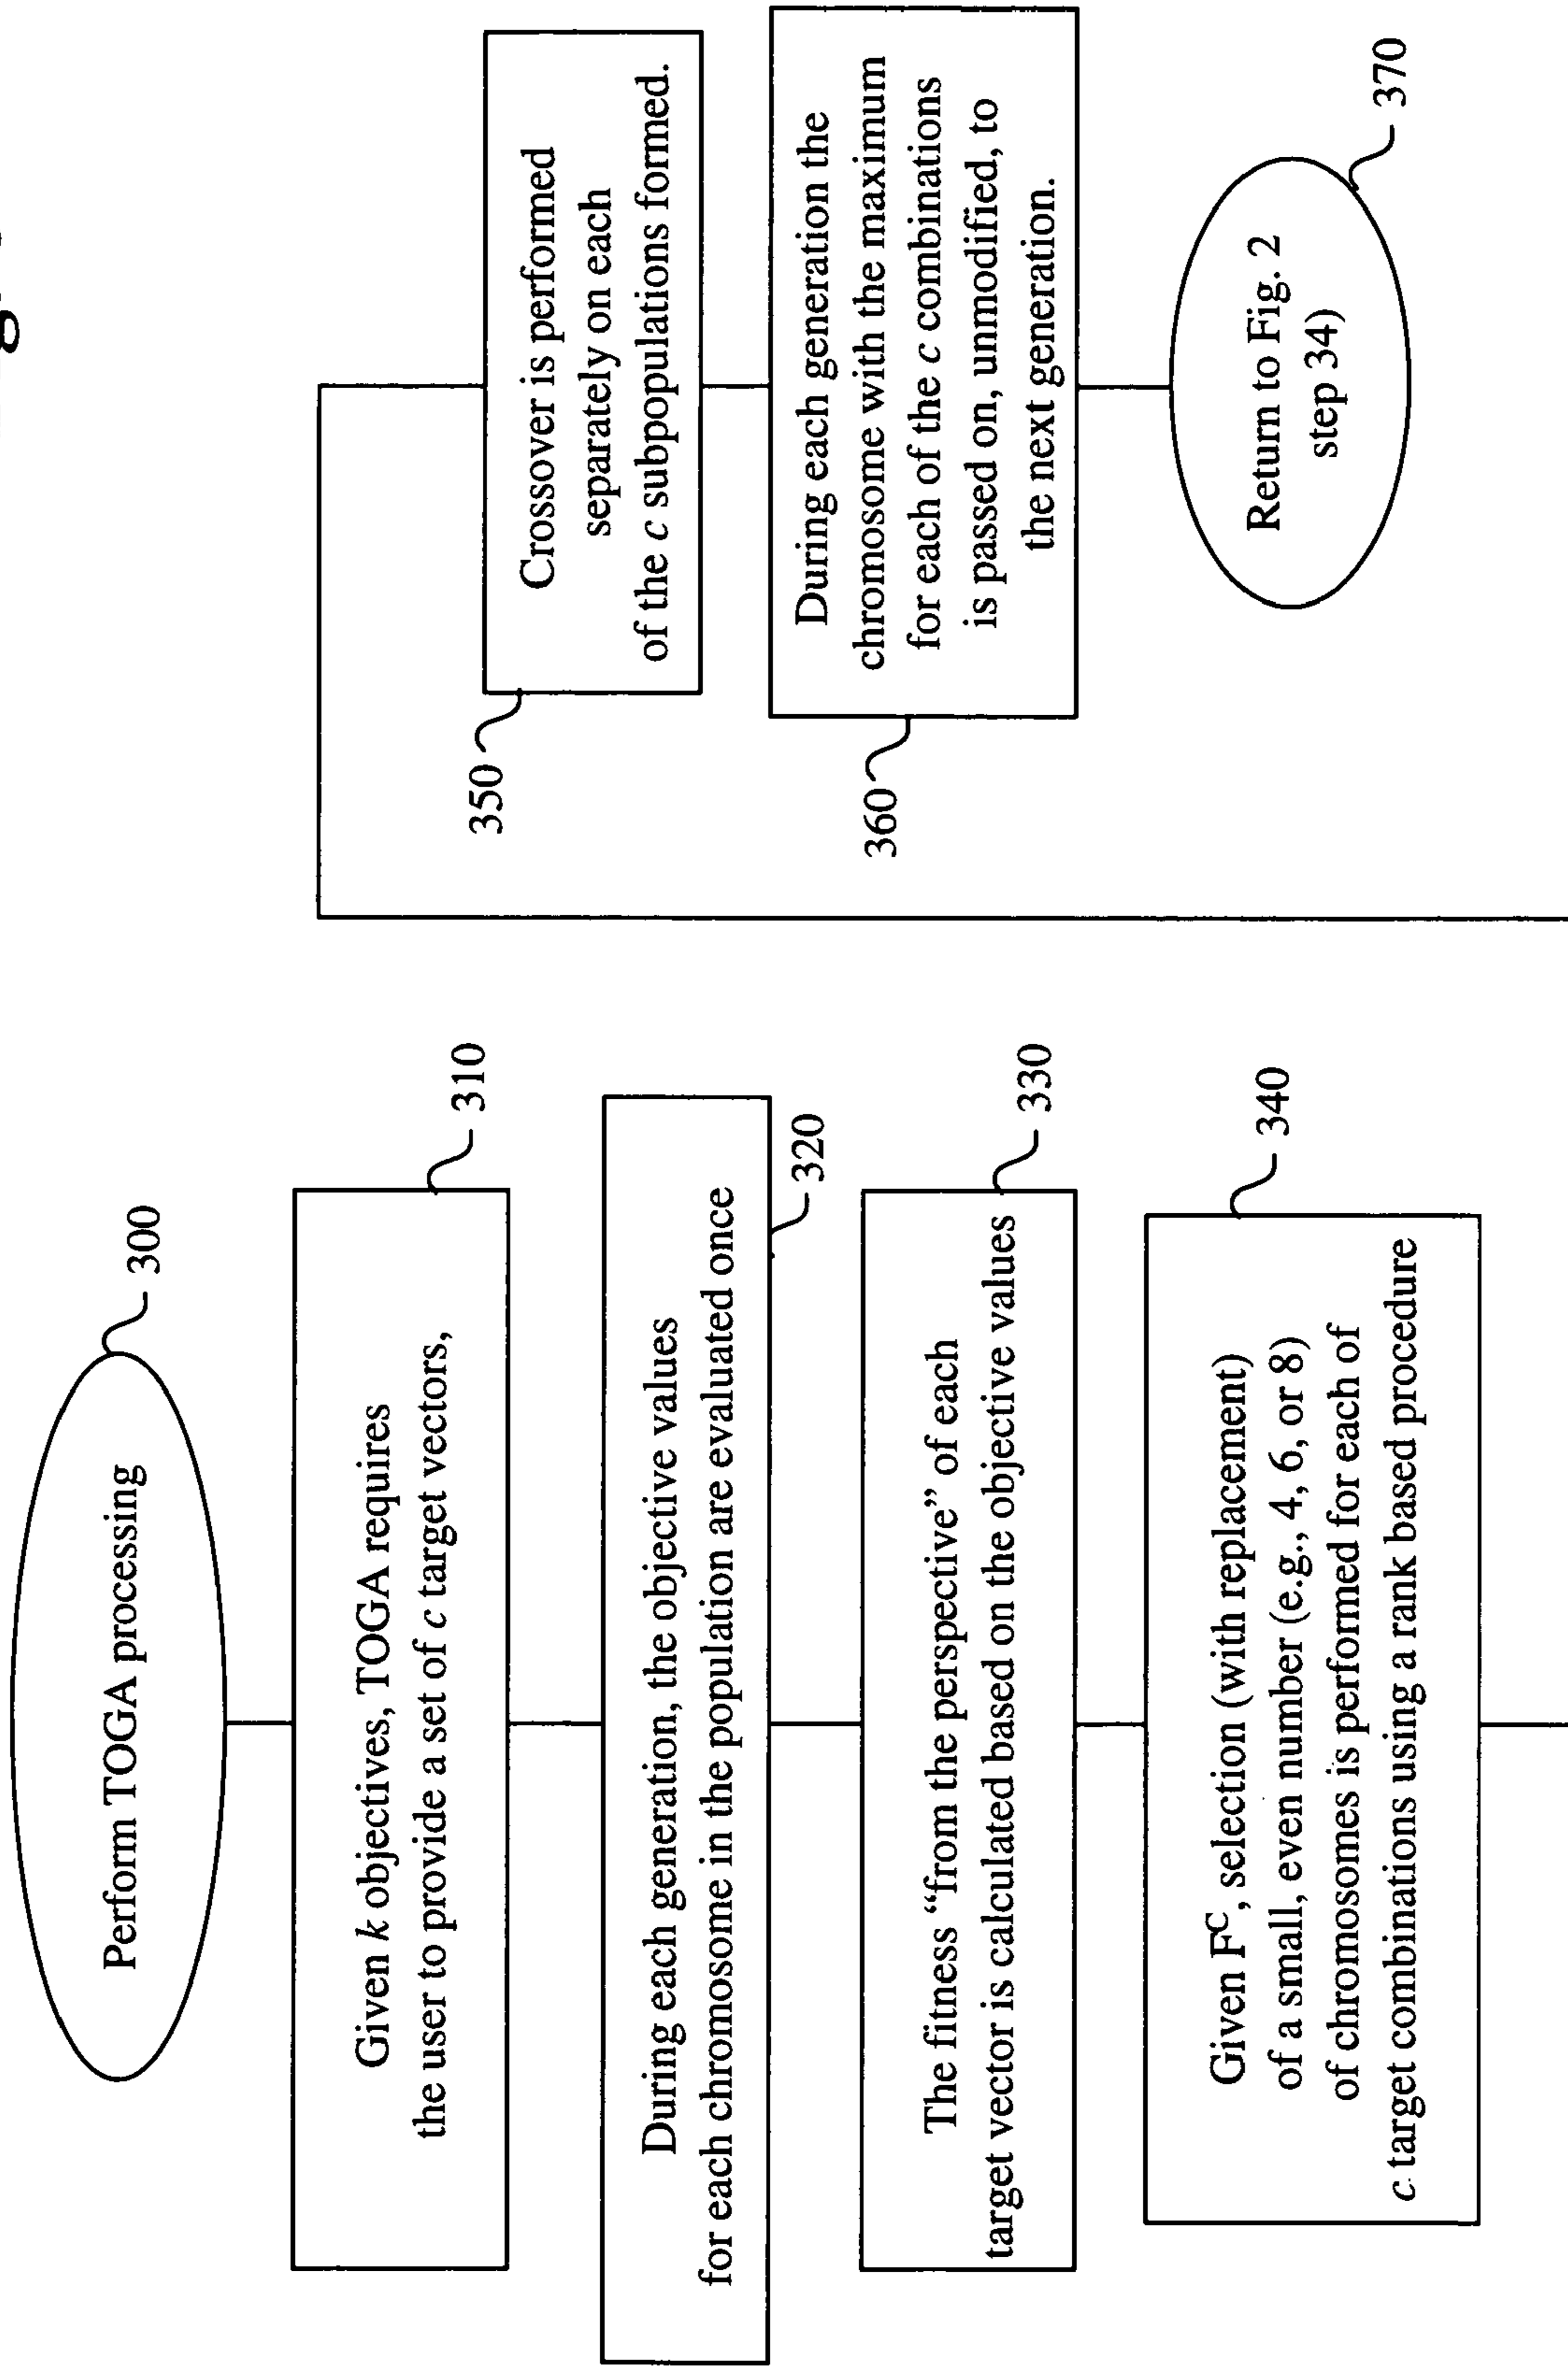 300
Perform TOGA processing
310
Given k objectives, TOGA requires
the user to provide a set of c target vectors,
320
During each generation, the objective values
for each chromosome in the population are evaluated once
330
The fitness “from the perspective” of each
target vector is calculated based on the objective values
340
Given F^C, selection (with replacement)
of a small, even number (e.g., 4, 6, or 8)
of chromosomes is performed for each of
c target combinations using a rank based procedure
350
Crossover is performed
separately on each
of the c subpopulations formed.
360
During each generation the
chromosome with the maximum
for each of the c combinations
is passed on, unmodified, to
the next generation.
370
Return to Fig. 2
step 34)